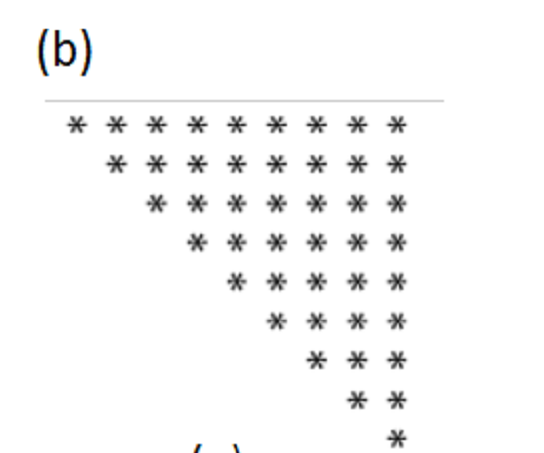 (b)
* * * * * * * * *
* * * * * * * *
* * * * * * *
* * * * * *
* * * * *
* * * *
* * *
* *
*